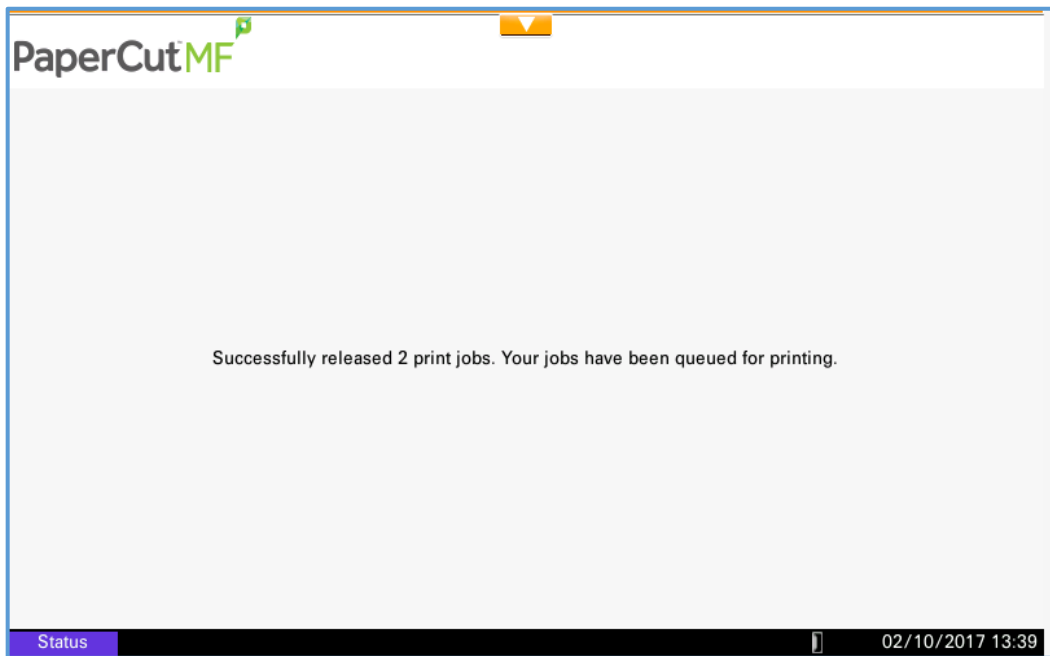 PaperCut MF
Successfully released 2 print jobs. Your jobs have been queued for printing.
Status
02/10/2017 13:39